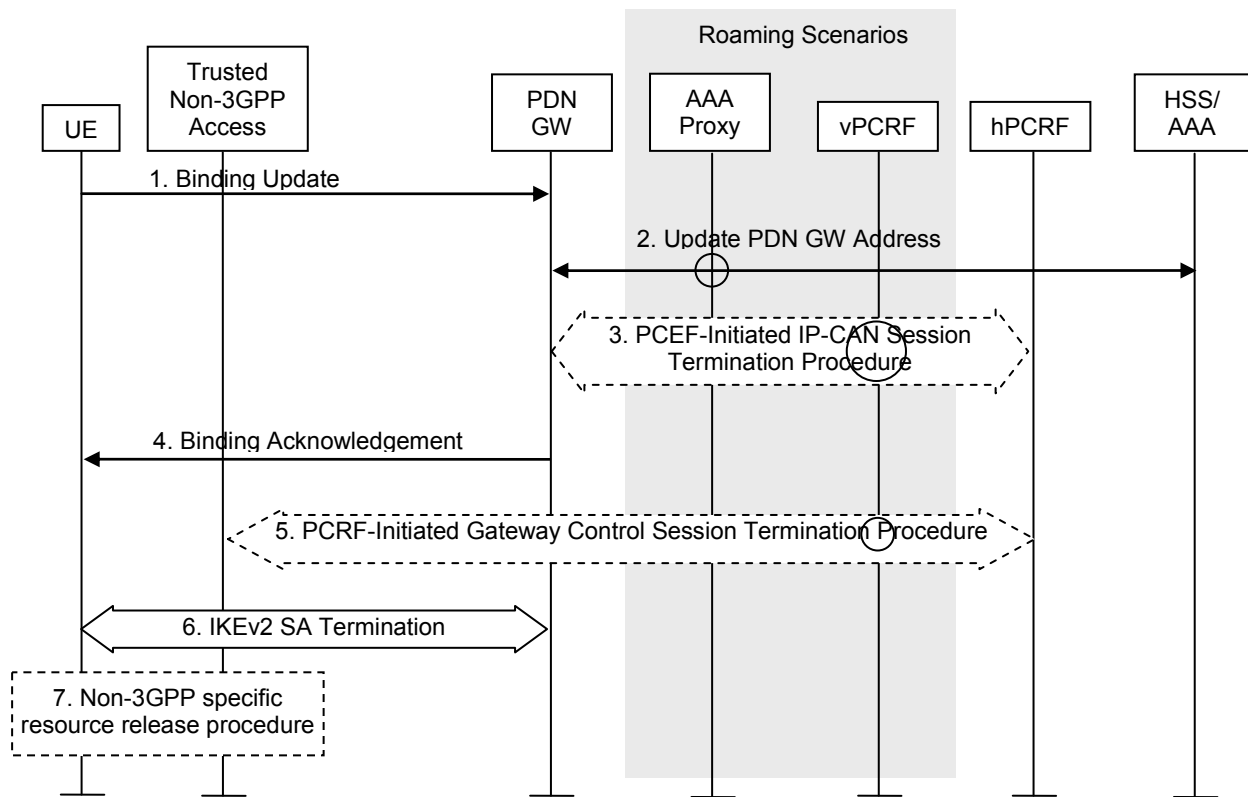 Roaming Scenarios
UE
Trusted
Non-3GPP
Access
PDN
GW
AAA
Proxy
vPCRF
hPCRF
HSS/
AAA
1. Binding Update
2. Update PDN GW Address
3. PCEF-Initiated IP-CAN Session
Termination Procedure
4. Binding Acknowledgement
5. PCRF-Initiated Gateway Control Session Termination Procedure
6. IKEv2 SA Termination
7. Non-3GPP specific
resource release procedure